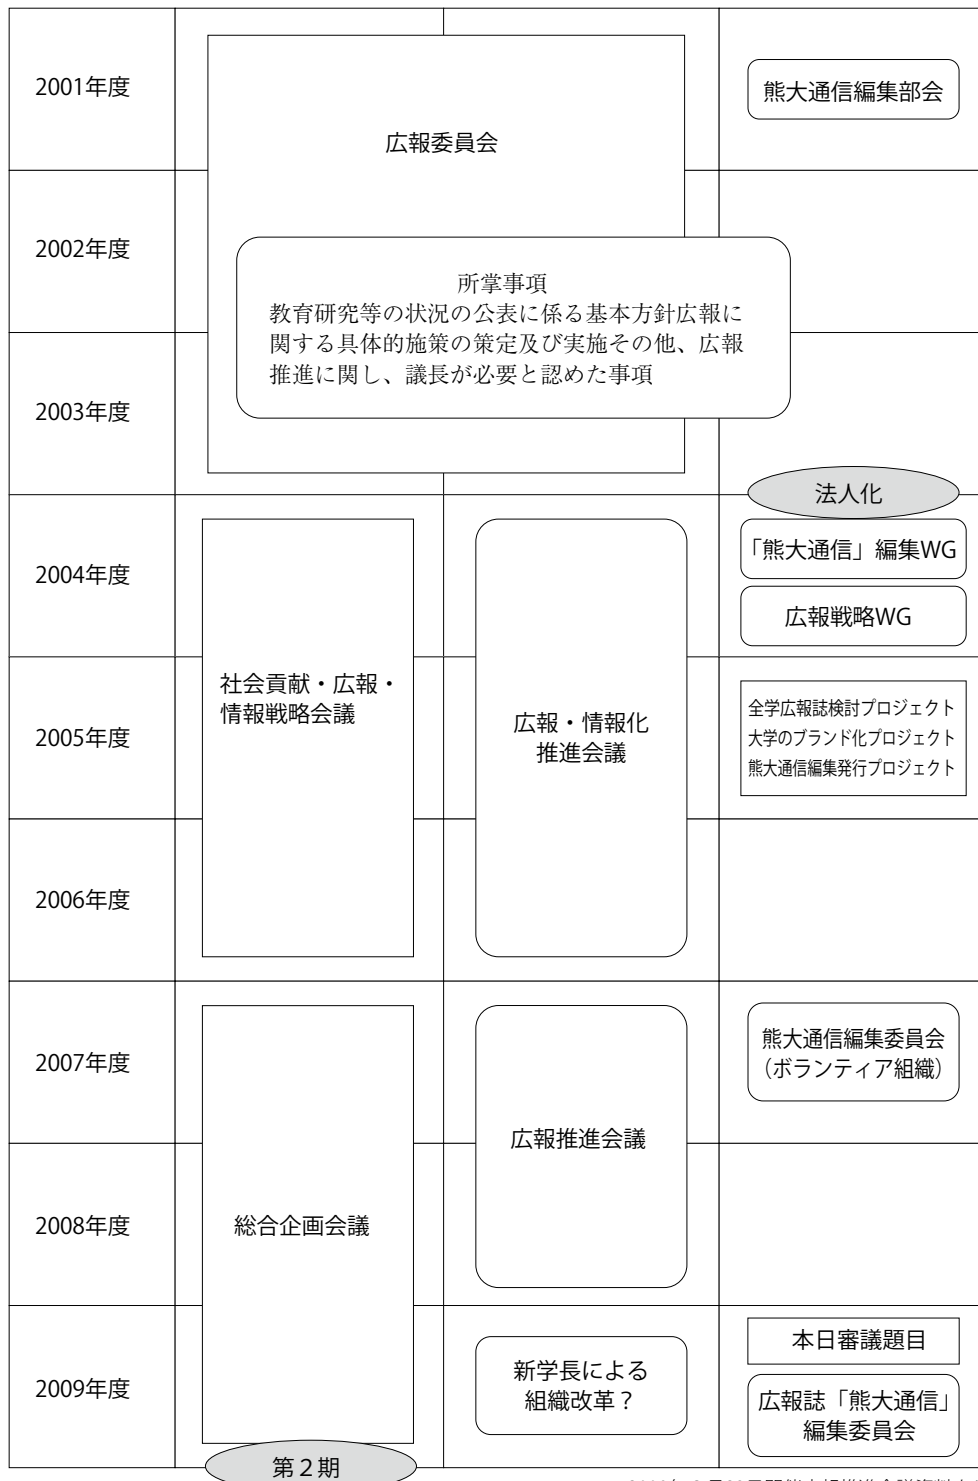 2001年度
広報委員会
熊大通信編集部会
2002年度
所掌事項
教育研究等の状況の公表に係る基本方針広報に
関する具体的施策の策定及び実施その他、広報
推進に関し、議長が必要と認めた事項
2003年度
法人化
2004年度
「熊大通信」編集WG
広報戦略WG
社会貢献・広報・
情報戦略会議
広報・情報化
推進会議
2005年度
全学広報誌検討プロジェクト
大学のブランド化プロジェクト
熊大通信編集発行プロジェクト
2006年度
2007年度
熊大通信編集委員会
（ボランティア組織）
広報推進会議
2008年度
総合企画会議
2009年度
新学長による
組織改革？
本日審議題目
広報誌「熊大通信」
編集委員会
第２期